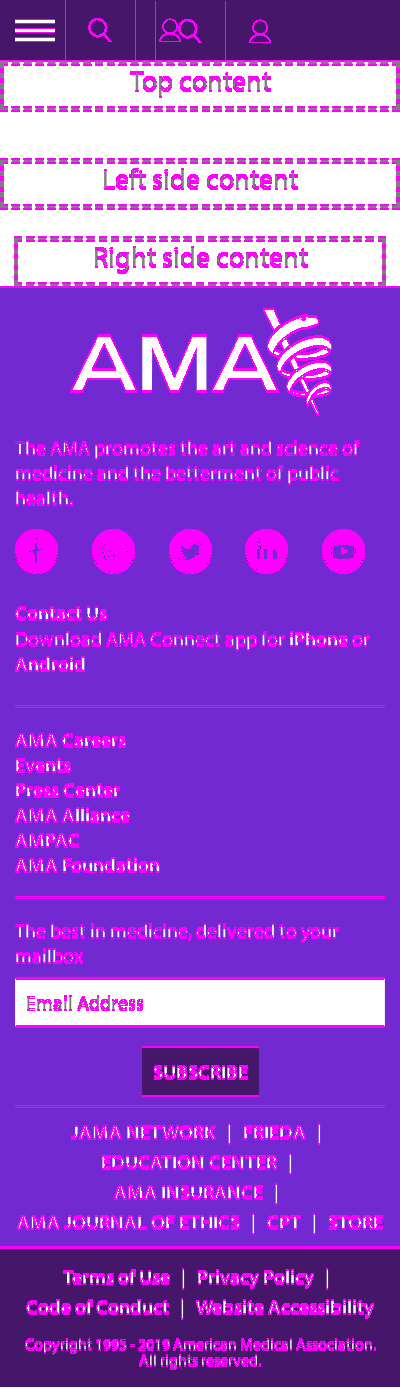 Top content
Left side content
Right side content
AMA
The AMA promotes the art and science of
medicine and the betterment of public
health.
Contact Us
Download AMA Connect app for iPhone or
Android
AMA Careers
Events
Press Center
AMA Alliance
AMPAC
AMA Foundation
The best in medicine, delivered to your
mailbox
Email Address
SUBSCRIBE
JAMA NETWORK | FRIEDA |
EDUCATION CENTER |
AMA INSURANCE |
AMA JOURNAL OF ETHICS | CPT | STORE
Terms of Use | Privacy Policy |
Code of Conduct | Website Accessibility
Copyright 1995 - 2019 American Medical Association.
All rights reserved.